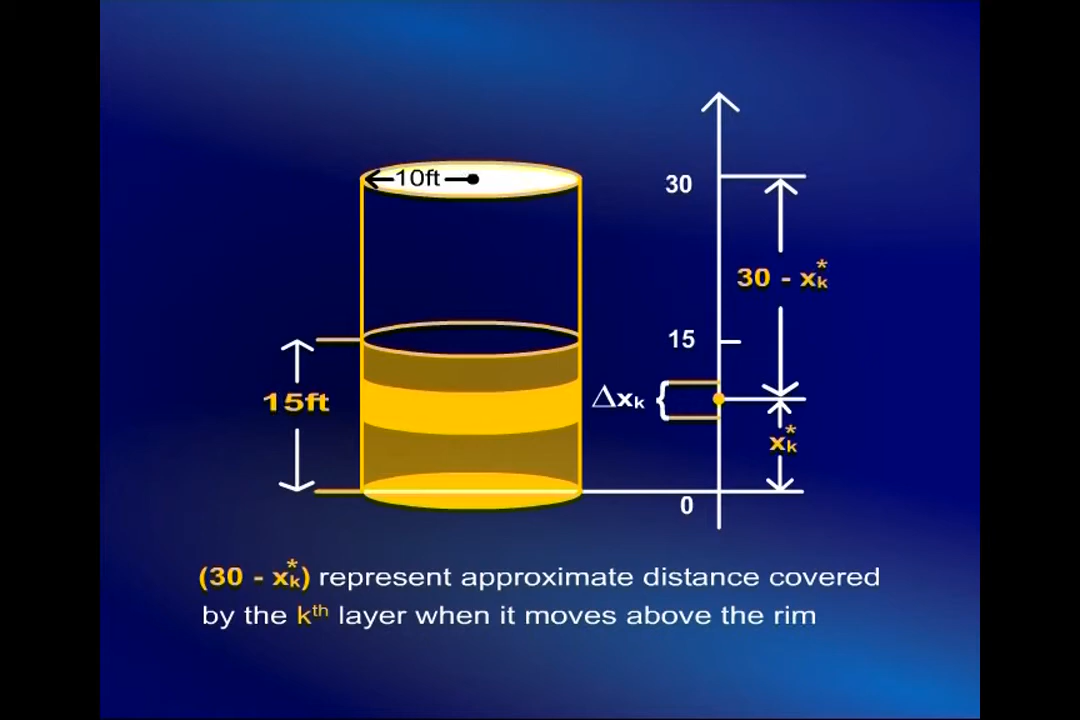 10ft
30
30 - x*k
15
15ft
Δxk {
x*k
0
(30 - x*k) represent approximate distance covered
by the kth layer when it moves above the rim